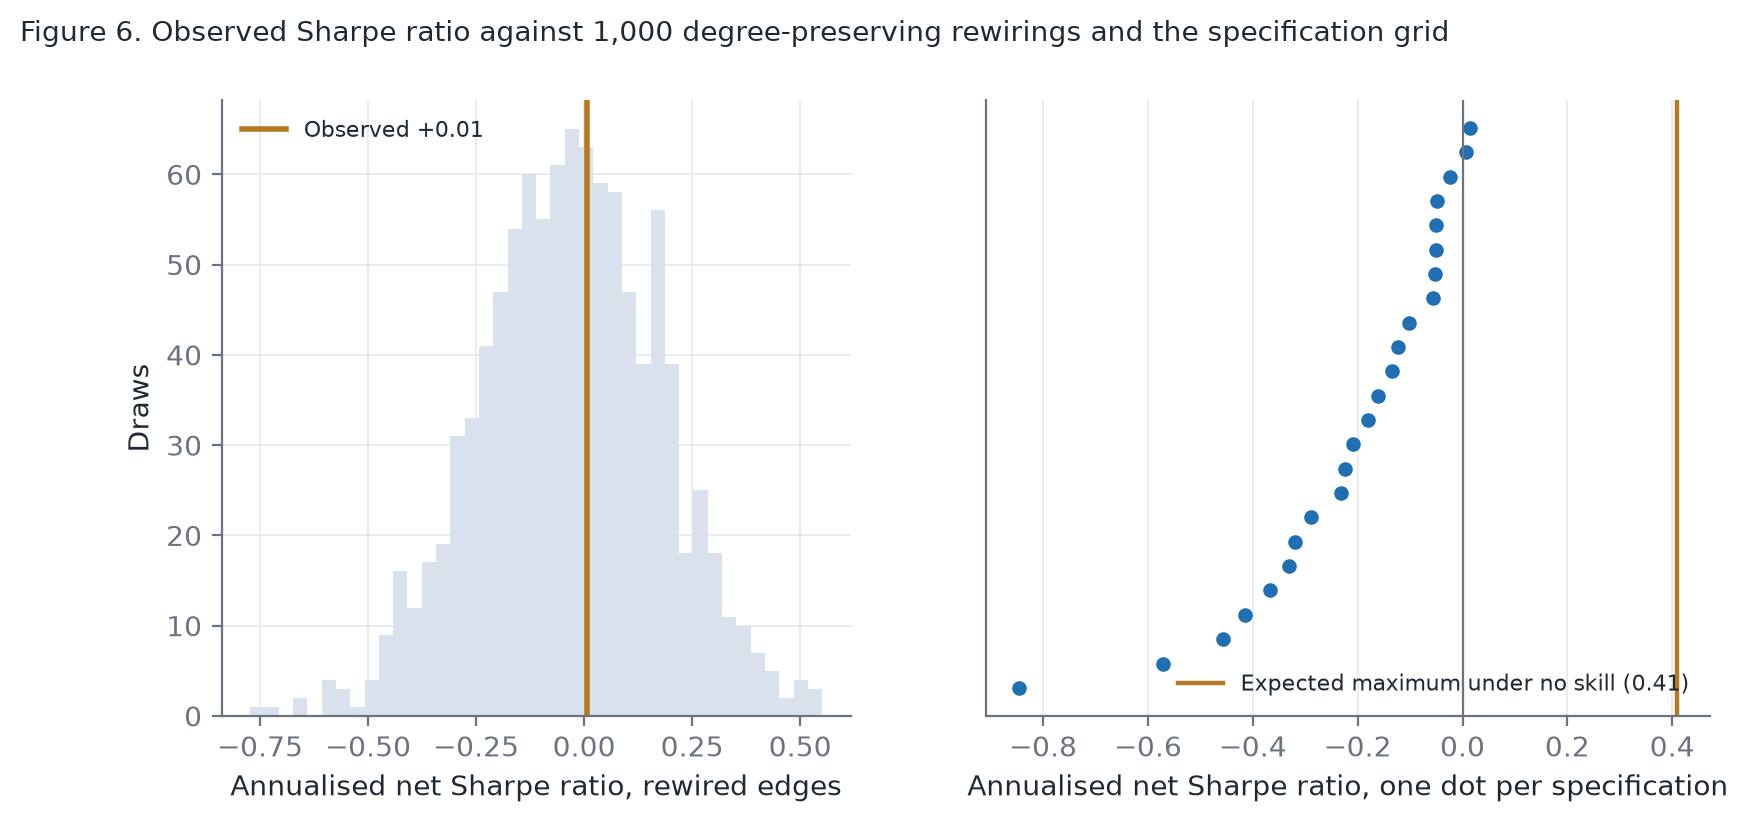 Figure 6. Observed Sharpe ratio against 1,000 degree-preserving rewirings and the specification grid
Observed +0.01
Draws
60
50
40
30
20
10
0
−0.75 −0.50 −0.25 0.00 0.25 0.50
Annualised net Sharpe ratio, rewired edges
Expected maximum under no skill (0.41)
−0.8 −0.6 −0.4 −0.2 0.0 0.2 0.4
Annualised net Sharpe ratio, one dot per specification